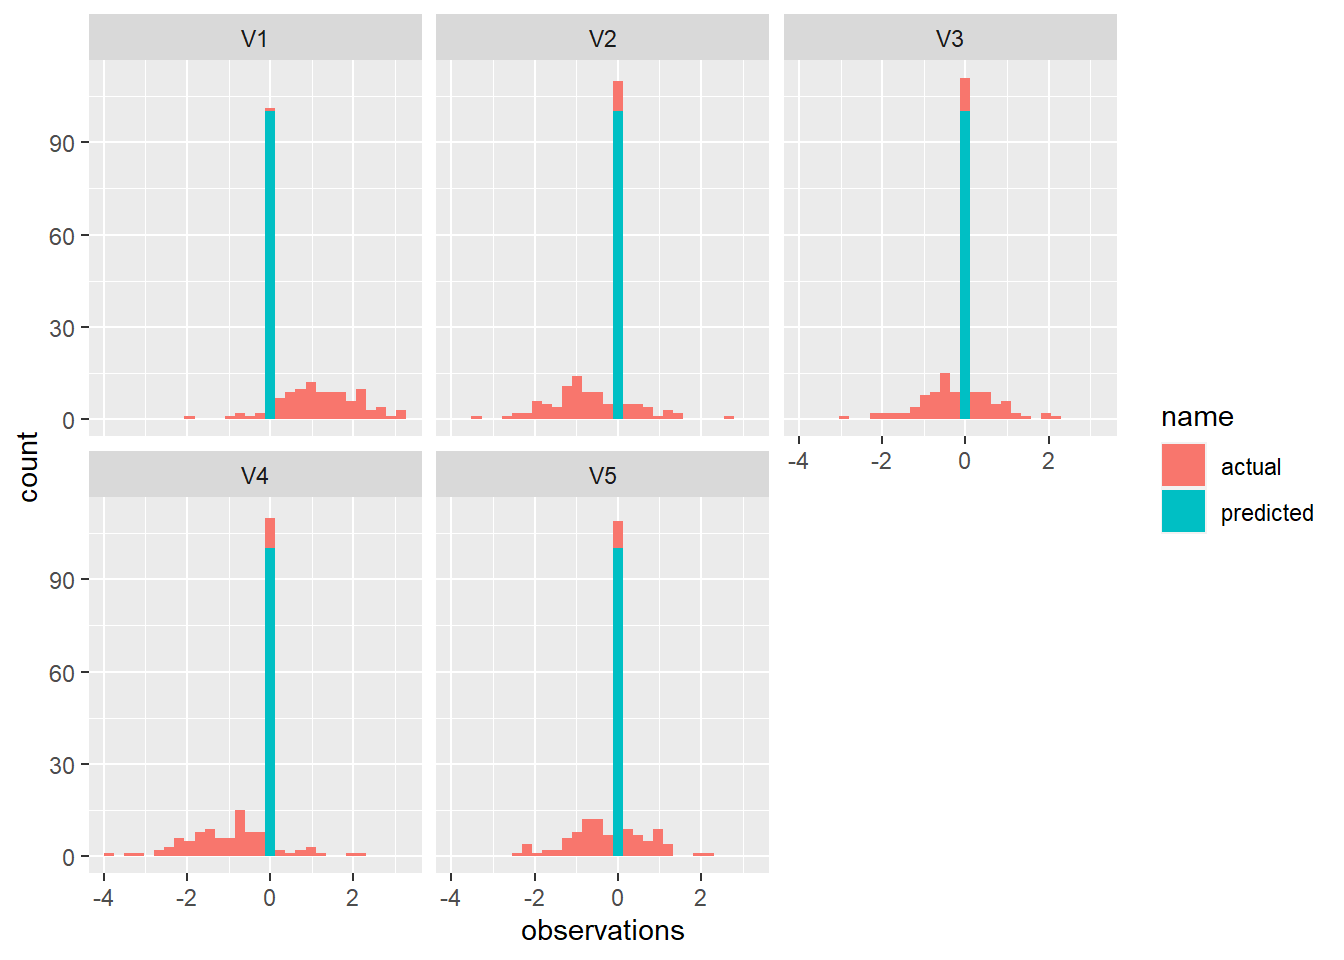 V1 V2 V3
90
60
30
0
-4 -2 0 2
V4 V5
90
60
30
0
-4 -2 0 2 -4 -2 0 2
count
observations
name
actual
predicted